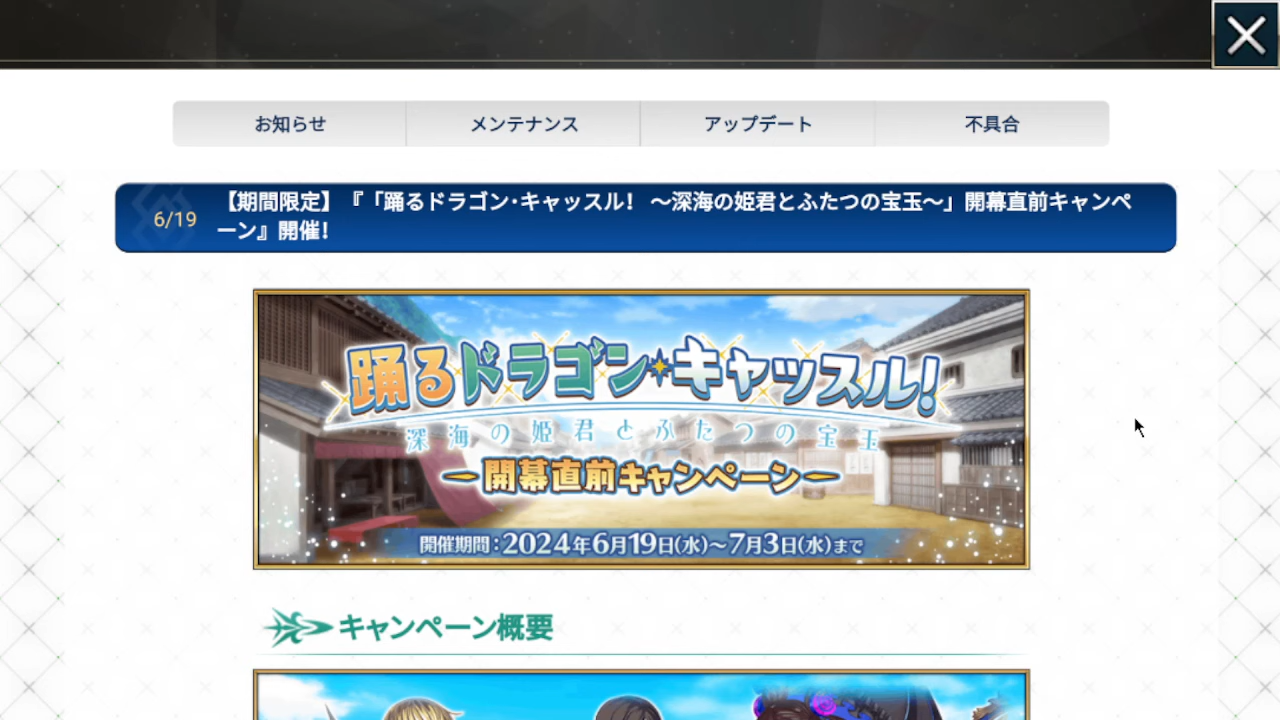 お知らせ
メンテナンス
アップデート
不具合
6/19
【期間限定】『「踊るドラゴン・キャッスル！ ～深海の姫君とふたつの宝玉～」開幕直前キャンペ
ーン』開催！
踊るドラゴン・キャッスル！
深海の姫君とふたつの宝玉
開幕直前キャンペーン
開催期間：2024年6月19日(水)～7月3日(水)まで
キャンペーン概要